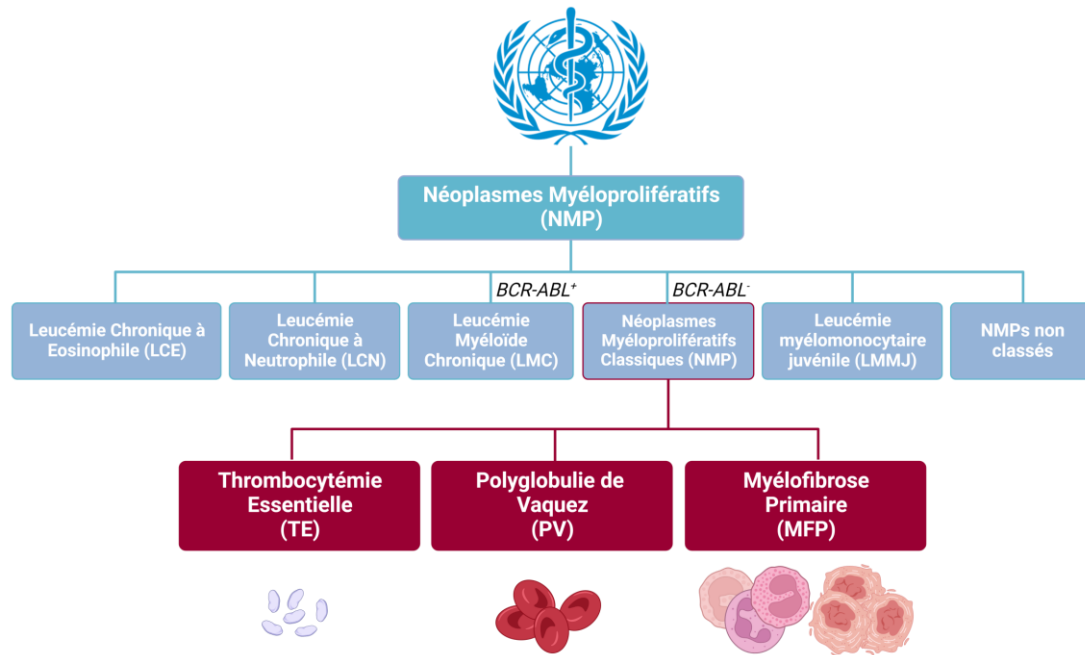 Néoplasmes Myéloprolifératifs
(NMP)
BCR-ABL⁺
BCR-ABL⁻
Leucémie Chronique à
Eosinophile (LCE)
Leucémie
Chronique à
Neutrophile (LCN)
Leucémie
Myéloïde
Chronique (LMC)
Néoplasmes
Myéloprolifératifs
Classiques (NMP)
Leucémie
myélomonocytaire
juvénile (LMMJ)
NMPs non
classés
Thrombocytémie
Essentielle
(TE)
Polyglobulie de
Vaquez
(PV)
Myélofibrose
Primaire
(MFP)